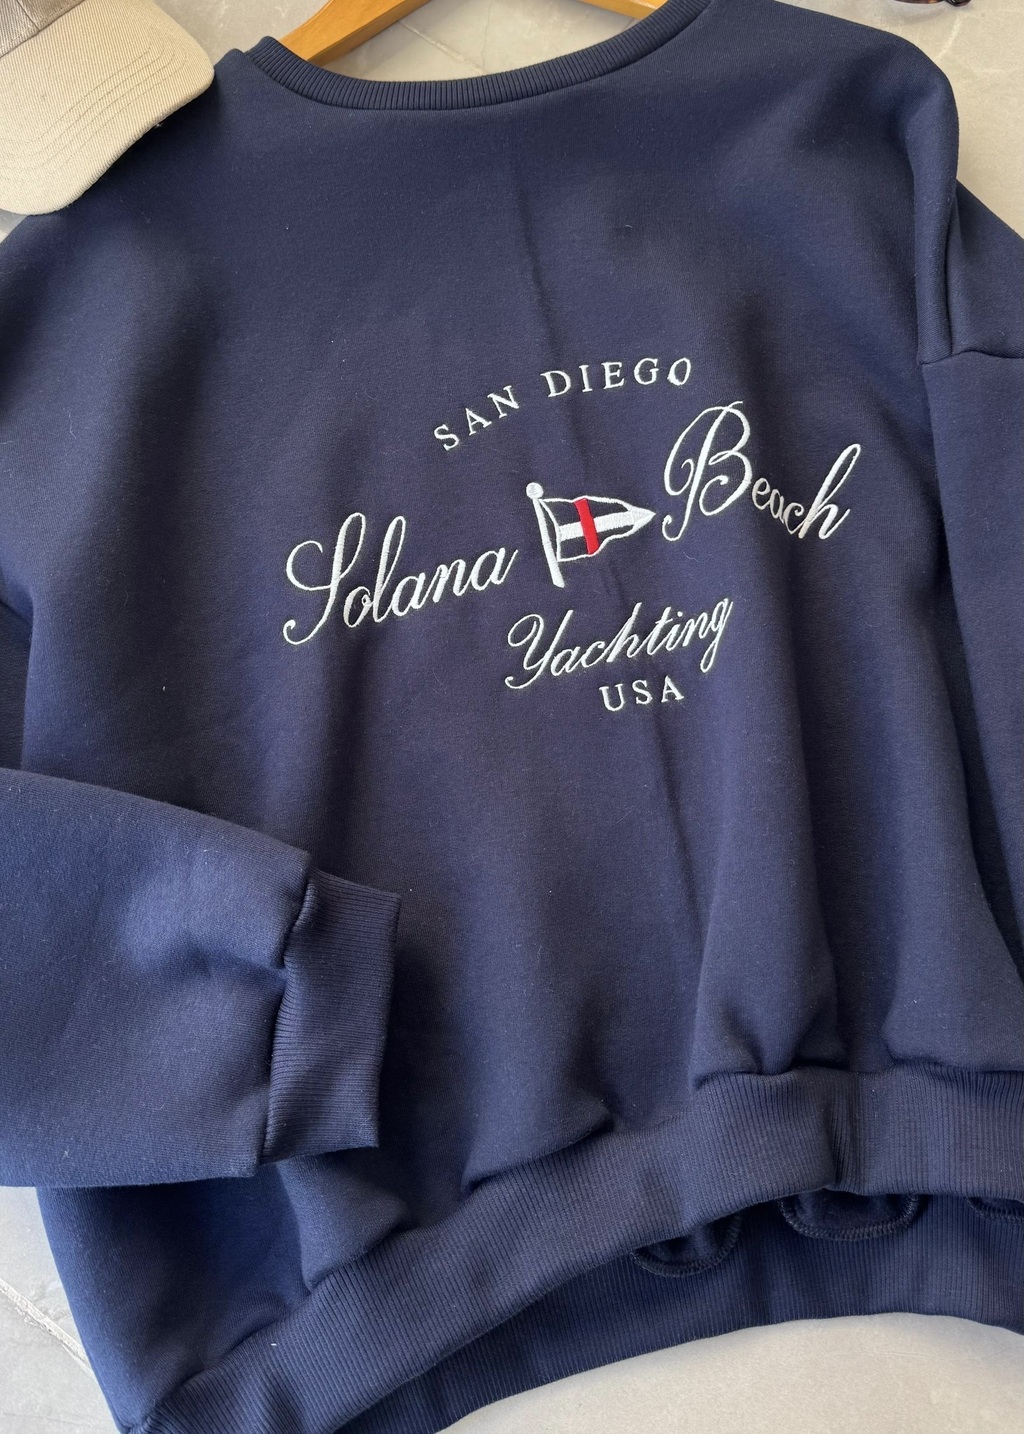 SAN DIEGO
Solana Beach
Yachting
USA